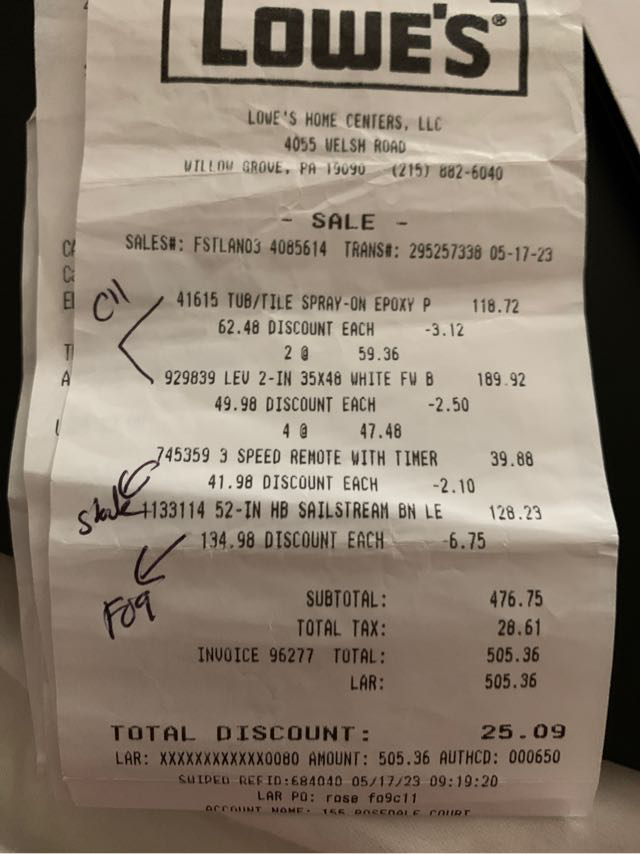 LOWE'S®
LOWE'S HOME CENTERS, LLC
4055 WELSH ROAD
WILLOW GROVE, PA 19090 (215) 882-6040
- SALE -
SALES#: FSTLAN03 4085614 TRANS#: 295257338 05-17-23
C11
41615 TUB/TILE SPRAY-ON EPOXY P 118.72
62.48 DISCOUNT EACH -3.12
2 @ 59.36
929839 LEV 2-IN 35X48 WHITE FW B 189.92
49.98 DISCOUNT EACH -2.50
4 @ 47.48
745359 3 SPEED REMOTE WITH TIMER 39.88
41.98 DISCOUNT EACH -2.10
1133114 52-IN HB SAILSTREAM BN LE 128.23
134.98 DISCOUNT EACH -6.75
F09
SUBTOTAL: 476.75
TOTAL TAX: 28.61
INVOICE 96277 TOTAL: 505.36
LAR: 505.36
TOTAL DISCOUNT: 25.09
LAR: XXXXXXXXXXXX0080 AMOUNT: 505.36 AUTHCD: 000650
SWIPED REFID:684040 05/17/23 09:19:20
LAR PO: rose fo9c11
ACCOUNT NAME: 155 ROSEDALE COURT